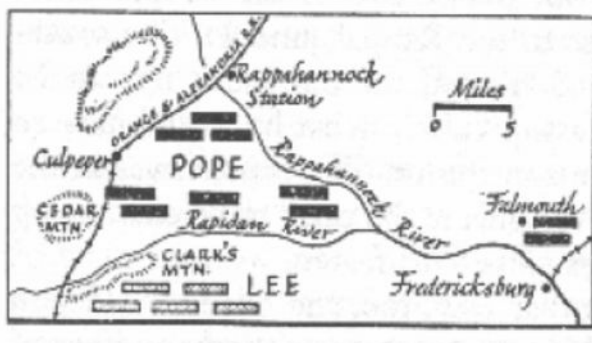 ORANGE & ALEXANDRIA R.R.
Rappahannock
Station
Miles
0 5
Culpeper
POPE
Rappahannock
River
CEDAR
MTN.
Rapidan
River
Falmouth
CLARK'S
MTN.
LEE
Fredericksburg